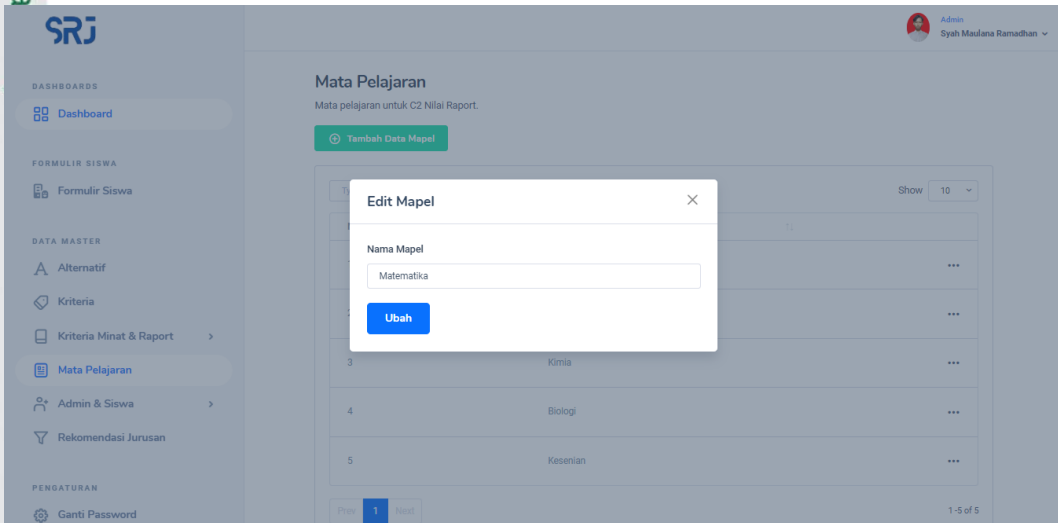 SRJ
Admin
Syah Maulana Ramadhan
DASHBOARDS
Dashboard
FORMULIR SISWA
Formulir Siswa
DATA MASTER
Alternatif
Kriteria
Kriteria Minat & Raport
Mata Pelajaran
Admin & Siswa
Rekomendasi Jurusan
PENGATURAN
Ganti Password
Mata Pelajaran
Mata pelajaran untuk C2 Nilai Raport.
Tambah Data Mapel
Show 10
Edit Mapel
Nama Mapel
Matematika
Ubah
3 Kimia
4 Biologi
5 Kesenian
Prev 1 Next
1 -5 of 5